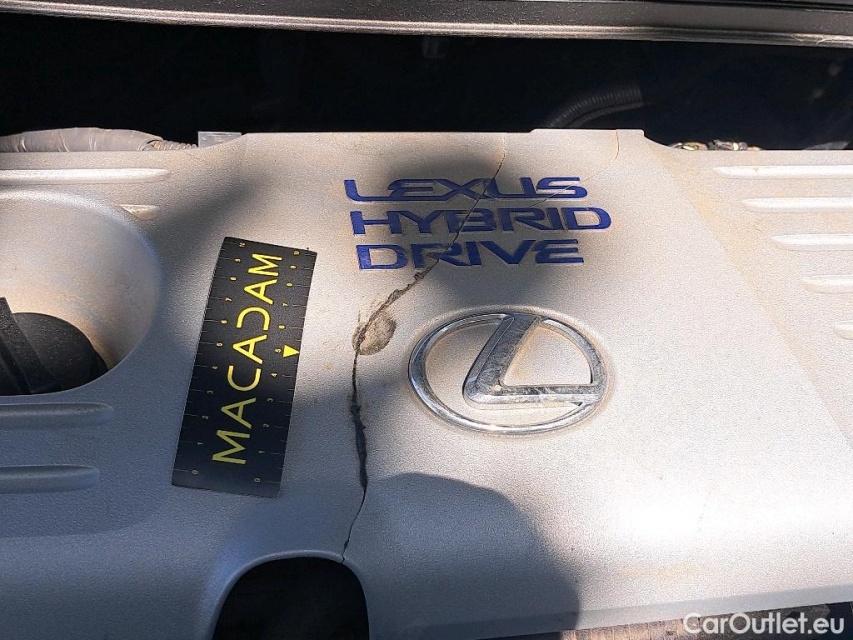 LEXUS
HYBRID
DRIVE
MACADAM
CarOutlet.eu